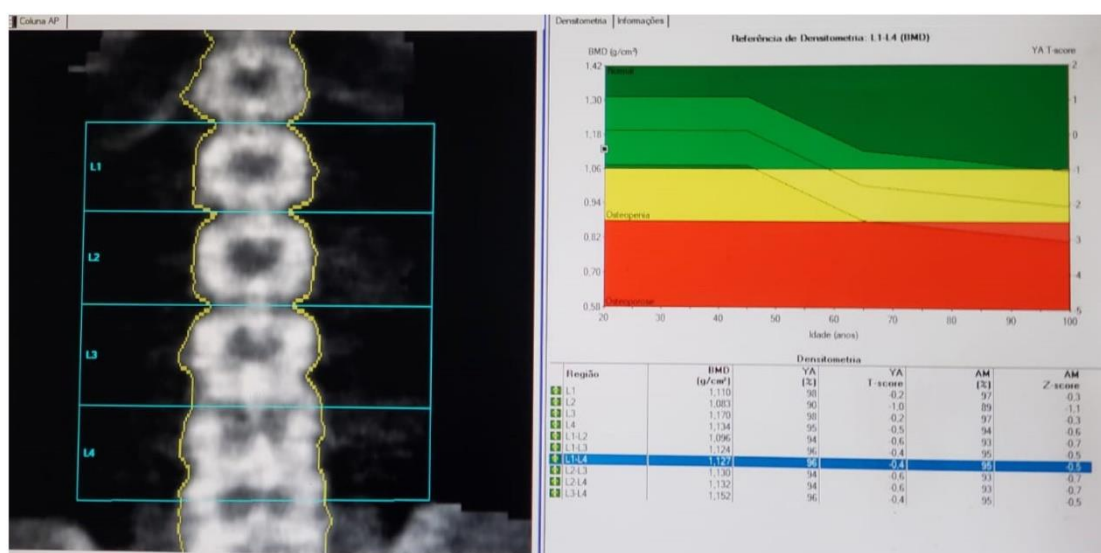 Coluna AP
L1
L2
L3
L4
Densitometria Informações
Referência de Densitometria: L1-L4 (BMD)
BMD (g/cm²) YA T-score
1,42 2
Normal
1,30 1
1,18 0
1,06 -1
0,94 -2
Osteopenia
0,82 -3
0,70 -4
0,58 -5
Osteoporose
20 30 40 50 60 70 80 90 100
Idade (anos)
Densitometria
Região BMD (g/cm²) YA (%) YA T-score AM (%) AM Z-score
L1 1,110 98 -0,2 97 -0,3
L2 1,083 90 -1,0 89 -1,1
L3 1,170 98 -0,2 97 -0,3
L4 1,134 95 -0,5 94 -0,6
L1-L2 1,096 94 -0,6 93 -0,7
L1-L3 1,124 96 -0,4 95 -0,5
L1-L4 1,127 96 -0,4 95 -0,5
L2-L3 1,130 94 -0,6 93 -0,7
L2-L4 1,132 94 -0,6 93 -0,7
L3-L4 1,152 96 -0,4 95 -0,5